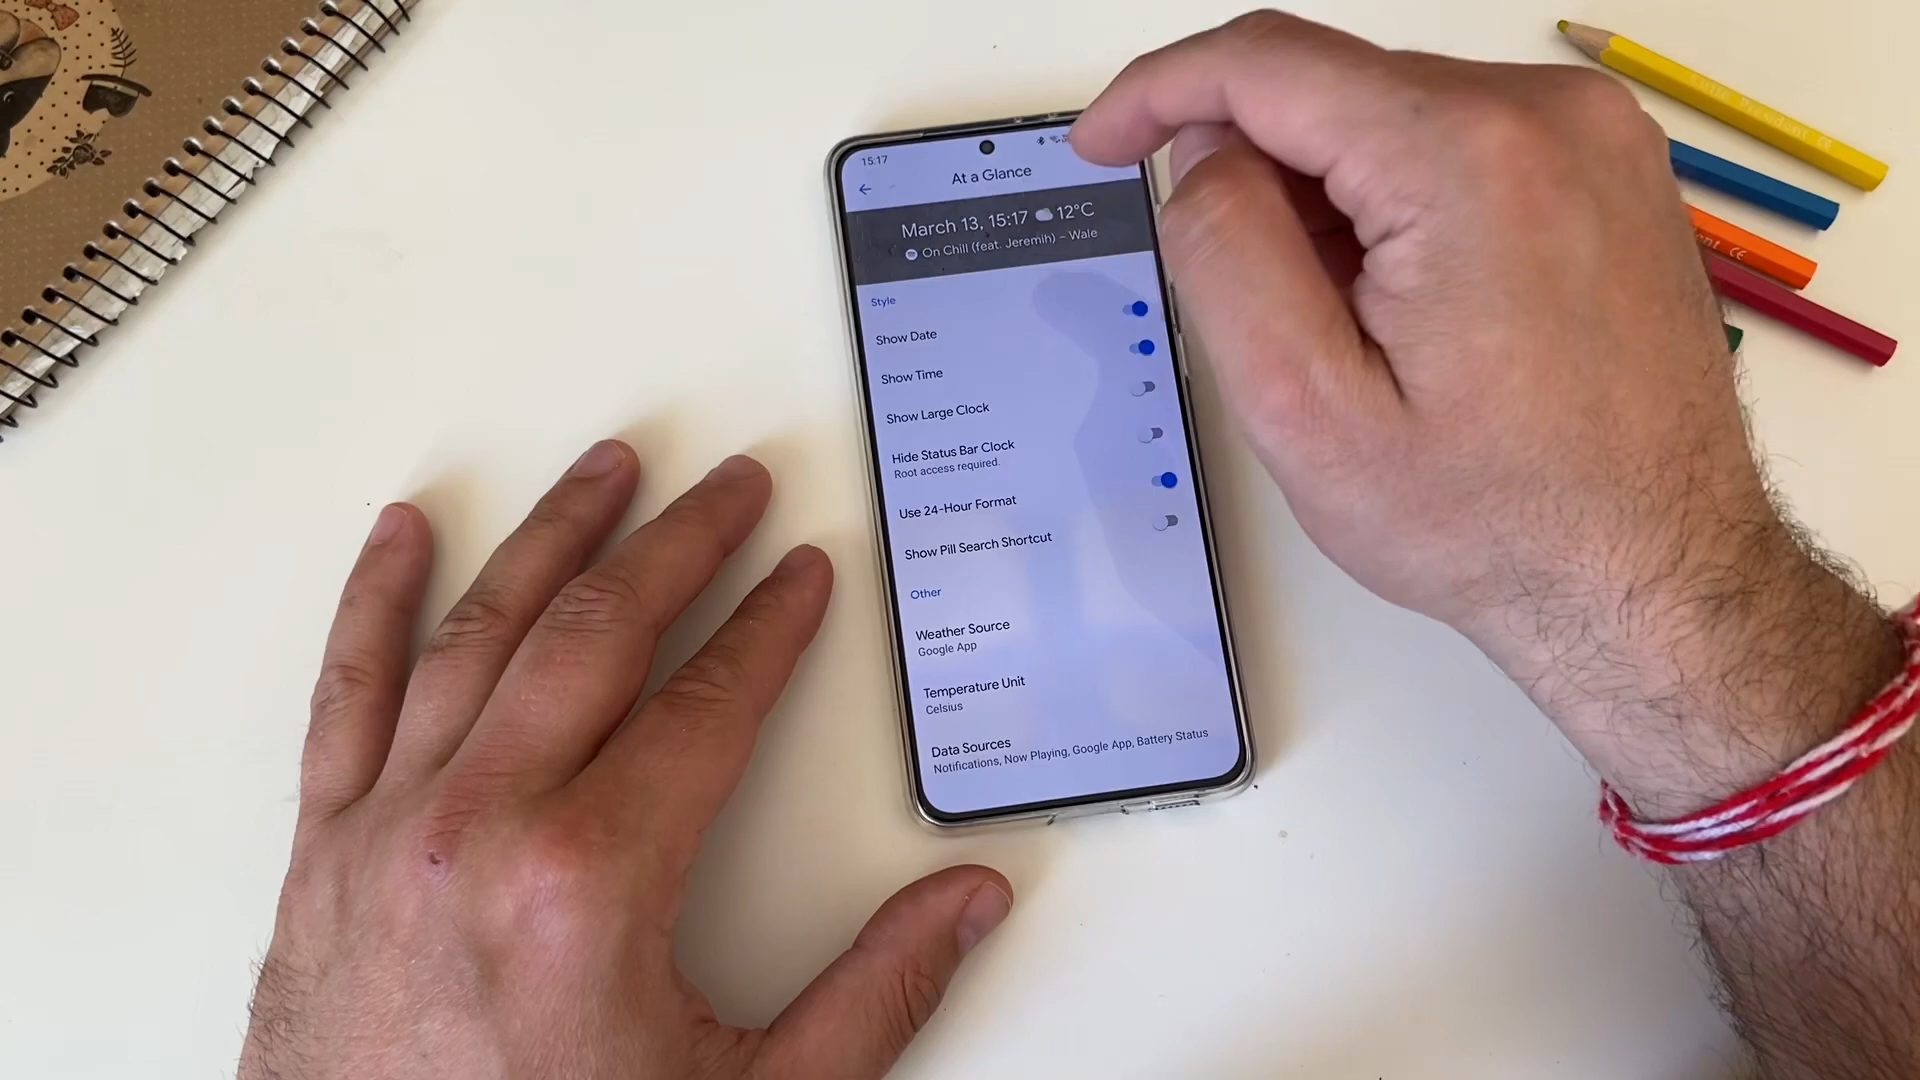 15:17
At a Glance
March 13, 15:17 12°C
On Chill (feat. Jeremih) – Wale
Style
Show Date
Show Time
Show Large Clock
Hide Status Bar Clock
Root access required.
Use 24-Hour Format
Show Pill Search Shortcut
Other
Weather Source
Google App
Temperature Unit
Celsius
Data Sources
Notifications, Now Playing, Google App, Battery Status